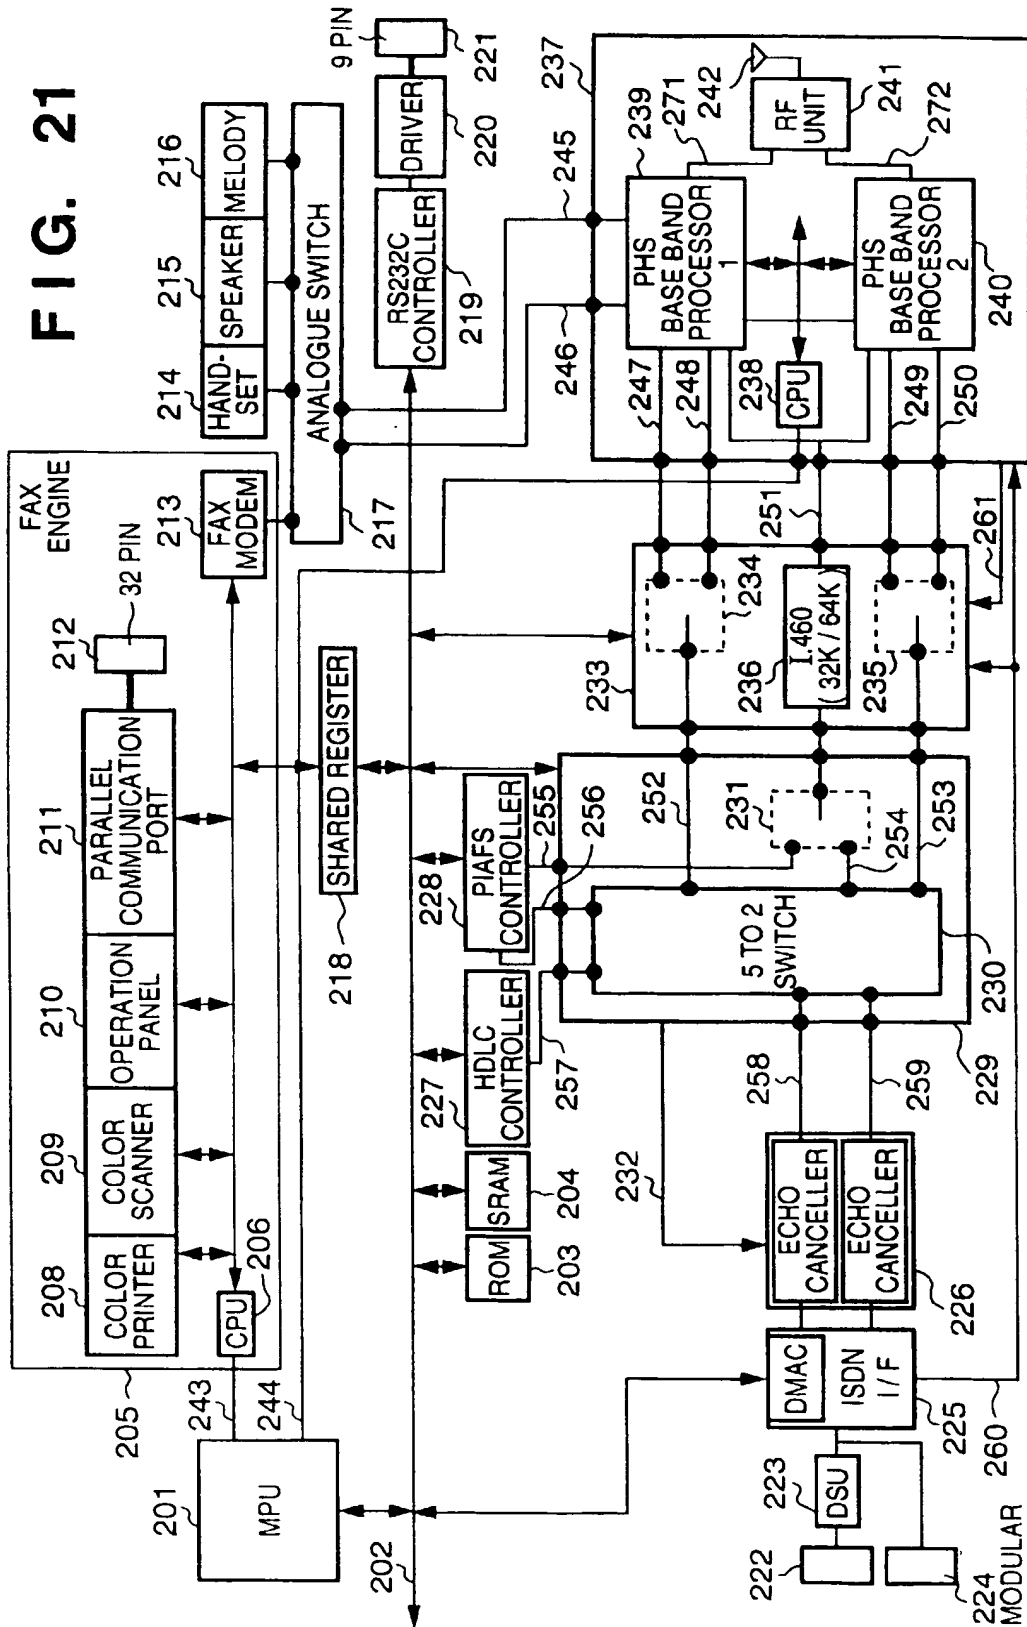 FIG. 21
FAX
ENGINE
205
208
COLOR
PRINTER
209
COLOR
SCANNER
210
OPERATION
PANEL
211
PARALLEL
COMMUNICATION
PORT
212
32 PIN
213
FAX
MODEM
CPU
206
214
HAND-
SET
215
SPEAKER
216
MELODY
ANALOGUE SWITCH
217
9 PIN
221
DRIVER
220
RS232C
CONTROLLER
219
201
MPU
243
244
202
SHARED REGISTER
218
ROM
203
SRAM
204
227
HDLC
CONTROLLER
257
228
PIAFS
CONTROLLER
255
256
245
246
237
239
PHS
BASE BAND
PROCESSOR
1
271
242
RF
UNIT
241
272
PHS
BASE BAND
PROCESSOR
2
240
247
248
238
CPU
249
250
251
261
233
234
236
I.460
(32K / 64K)
235
252
231
254
253
5 TO 2
SWITCH
230
229
232
258
259
ECHO
CANCELLER
ECHO
CANCELLER
226
DMAC
ISDN
I/F
225
260
223
DSU
222
224
MODULAR